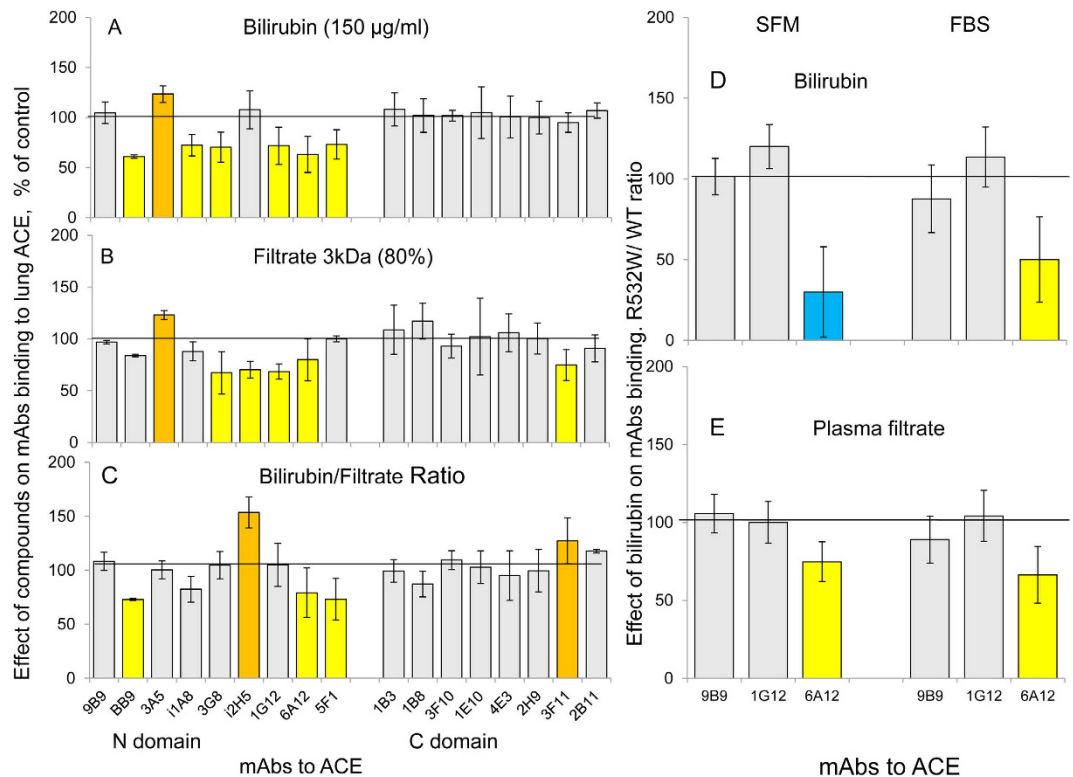 Effect of compounds on mAbs binding to lung ACE, % of control
A
Bilirubin (150 µg/ml)
200
150
100
50
0
B
Filtrate 3kDa (80%)
200
150
100
50
0
C
Bilirubin/Filtrate Ratio
200
150
100
50
0
9B9 BB9 3A5 i1A8 3G8 i2H5 1G12 6A12 5F1 1B3 1B8 3F10 1E10 4E3 2H9 3F11 2B11
N domain C domain
mAbs to ACE
Effect of bilirubin on mAbs binding. R532W/ WT ratio
SFM FBS
D
Bilirubin
200
150
100
50
0
E
Plasma filtrate
200
150
100
50
0
9B9 1G12 6A12 9B9 1G12 6A12
mAbs to ACE